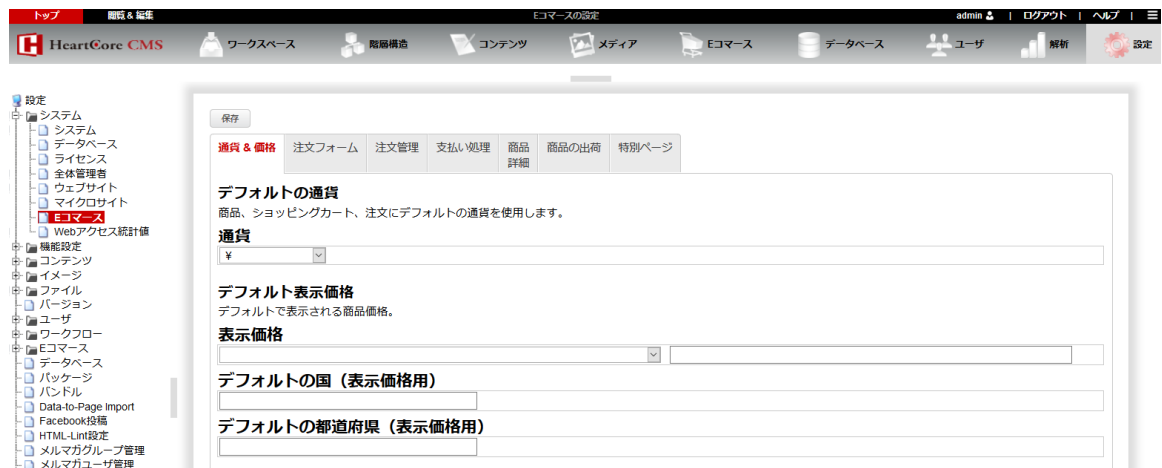 トップ 閲覧 & 編集 Eコマースの設定 admin | ログアウト | ヘルプ |
HeartCore CMS ワークスペース 階層構造 コンテンツ メディア Eコマース データベース ユーザ 解析 設定
設定
システム
システム
データベース
ライセンス
全体管理者
ウェブサイト
マイクロサイト
Eコマース
Webアクセス統計値
機能設定
コンテンツ
イメージ
ファイル
バージョン
ユーザ
ワークフロー
Eコマース
データベース
パッケージ
バンドル
Data-to-Page Import
Facebook投稿
HTML-Lint設定
メルマガグループ管理
メルマガユーザ管理
保存
通貨 & 価格 注文フォーム 注文管理 支払い処理 商品詳細 商品の出荷 特別ページ
デフォルトの通貨
商品、ショッピングカート、注文にデフォルトの通貨を使用します。
通貨
¥
デフォルト表示価格
デフォルトで表示される商品価格。
表示価格
デフォルトの国（表示価格用）
デフォルトの都道府県（表示価格用）